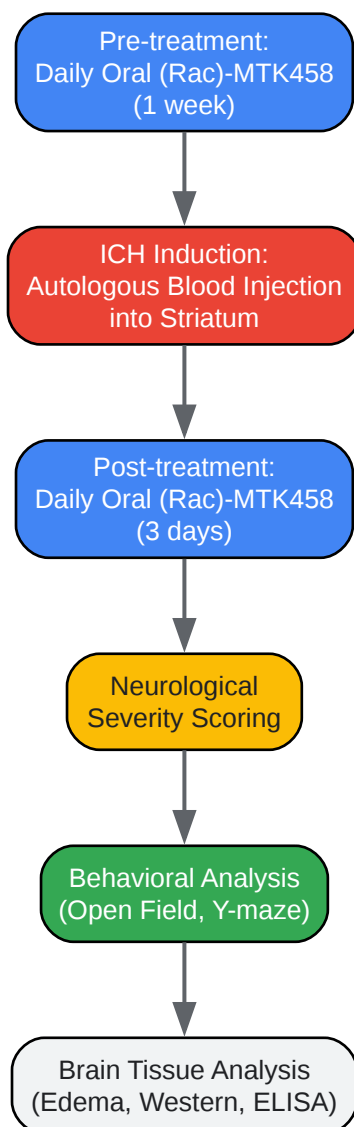 Pre-treatment:
Daily Oral (Rac)-MTK458
(1 week)
ICH Induction:
Autologous Blood Injection
into Striatum
Post-treatment:
Daily Oral (Rac)-MTK458
(3 days)
Neurological
Severity Scoring
Behavioral Analysis
(Open Field, Y-maze)
Brain Tissue Analysis
(Edema, Western, ELISA)